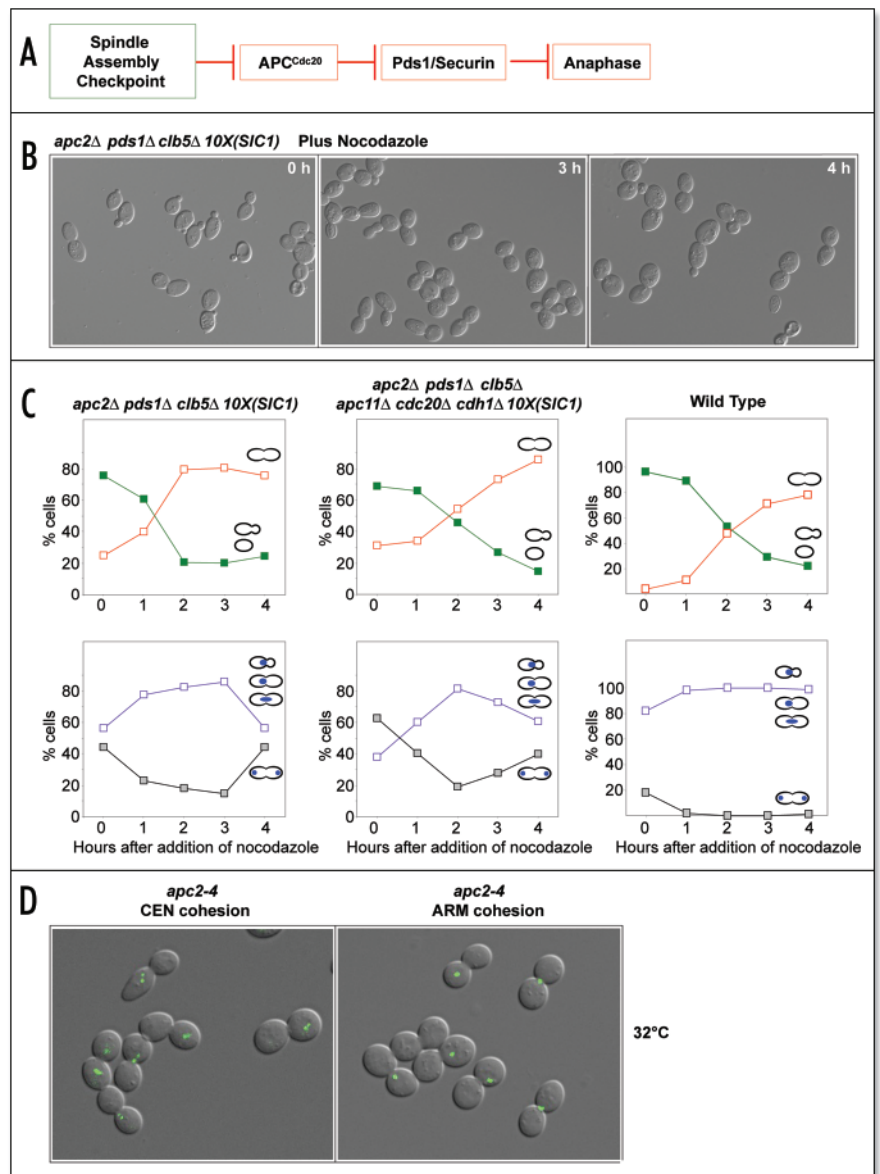 A
Spindle
Assembly
Checkpoint
APCCdc20
Pds1/Securin
Anaphase
B
apc2Δ pds1Δ clb5Δ 10X(SIC1) Plus Nocodazole
0 h
3 h
4 h
C
apc2Δ pds1Δ clb5Δ 10X(SIC1)
apc2Δ pds1Δ clb5Δ
apc11Δ cdc20Δ cdh1Δ 10X(SIC1)
Wild Type
% cells
80
60
40
20
0
0 1 2 3 4
% cells
80
60
40
20
0
0 1 2 3 4
% cells
100
80
60
40
20
0 1 2 3 4
% cells
80
60
40
20
0
0 1 2 3 4
Hours after addition of nocodazole
% cells
80
60
40
20
0
0 1 2 3 4
Hours after addition of nocodazole
% cells
100
80
60
40
20
0 1 2 3 4
Hours after addition of nocodazole
D
apc2-4
CEN cohesion
apc2-4
ARM cohesion
32°C